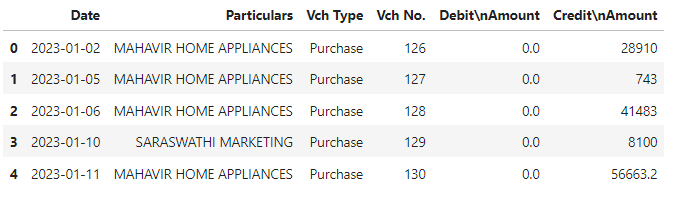 Date Particulars Vch Type Vch No. Debit\nAmount Credit\nAmount
0 2023-01-02 MAHAVIR HOME APPLIANCES Purchase 126 0.0 28910
1 2023-01-05 MAHAVIR HOME APPLIANCES Purchase 127 0.0 743
2 2023-01-06 MAHAVIR HOME APPLIANCES Purchase 128 0.0 41483
3 2023-01-10 SARASWATHI MARKETING Purchase 129 0.0 8100
4 2023-01-11 MAHAVIR HOME APPLIANCES Purchase 130 0.0 56663.2